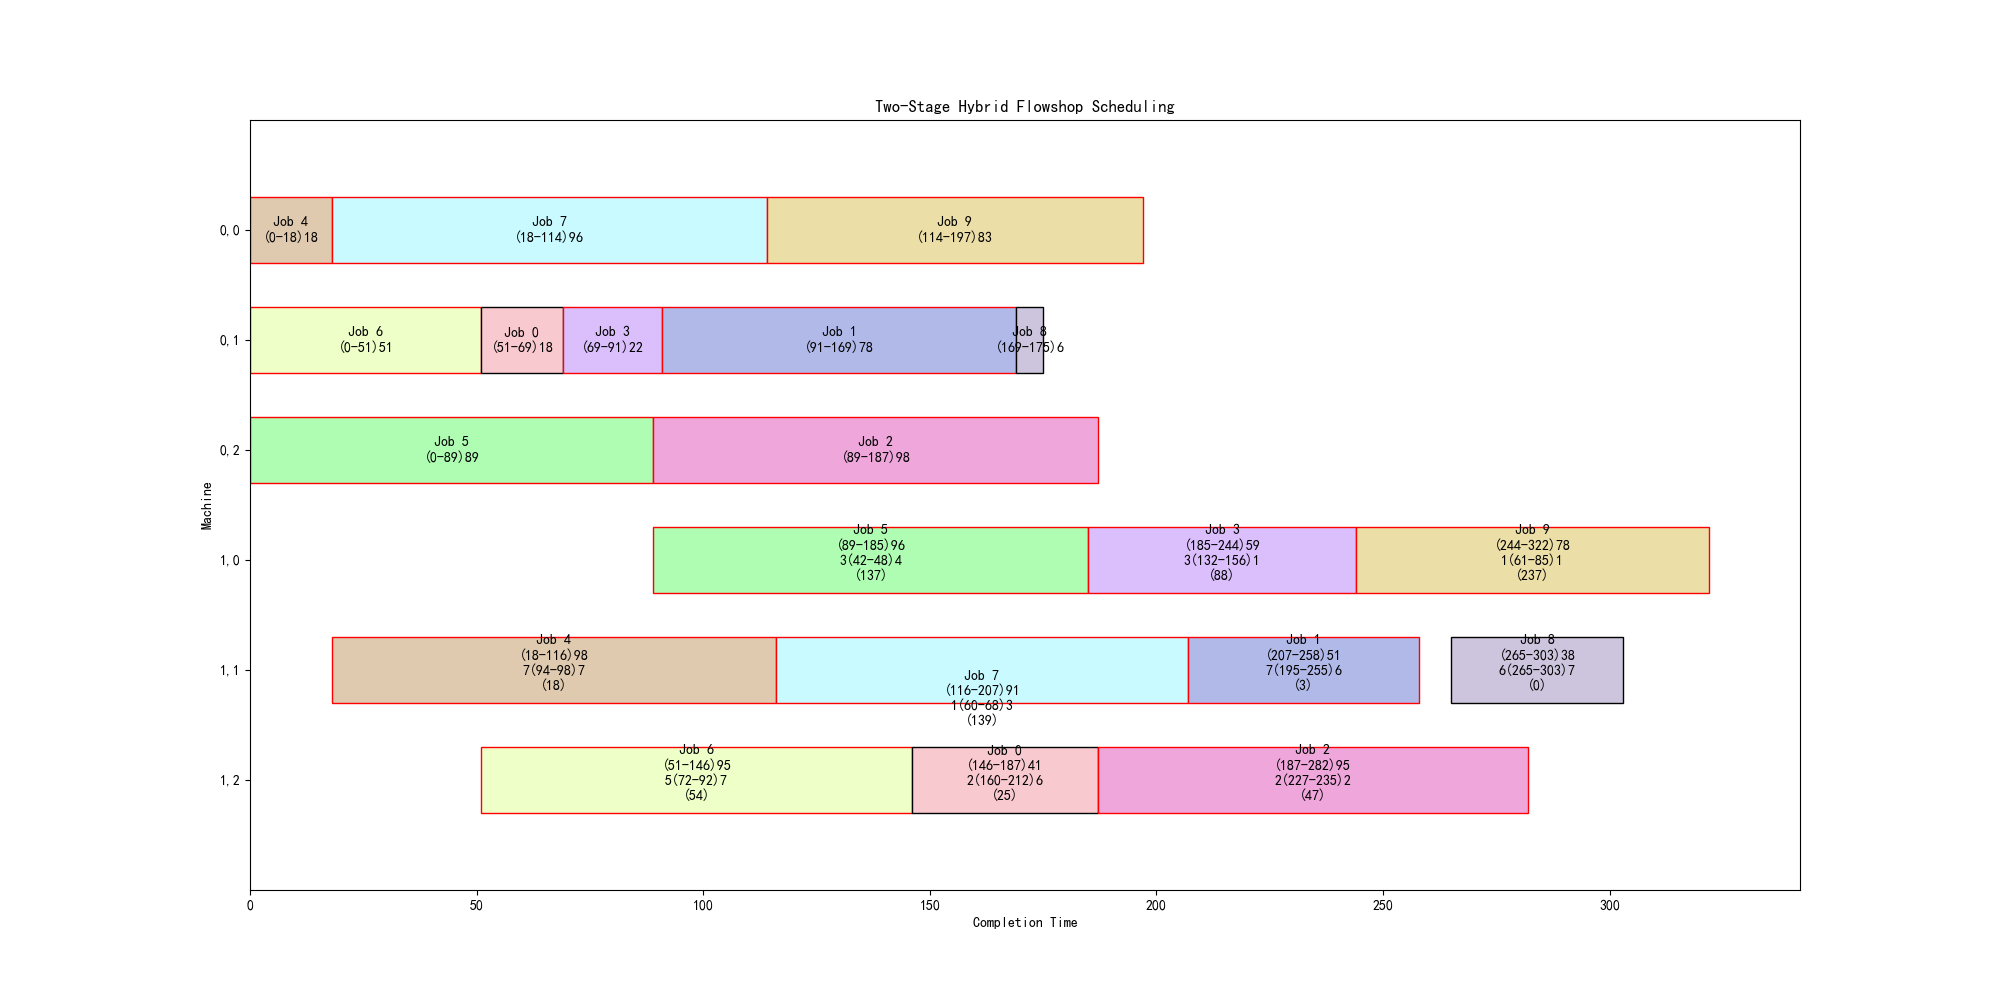 Two-Stage Hybrid Flowshop Scheduling
0,0
Job 4
(0-18)18
Job 7
(18-114)96
Job 9
(114-197)83
0,1
Job 6
(0-51)51
Job 0
(51-69)18
Job 3
(69-91)22
Job 1
(91-169)78
Job 8
(169-175)6
0,2
Job 5
(0-89)89
Job 2
(89-187)98
Machine
1,0
Job 5
(89-185)96
3(42-48)4
(137)
Job 3
(185-244)59
3(132-156)1
(88)
Job 9
(244-322)78
1(61-85)1
(237)
1,1
Job 4
(18-116)98
7(94-98)7
(18)
Job 7
(116-207)91
1(60-68)3
(139)
Job 1
(207-258)51
7(195-255)6
(3)
Job 8
(265-303)38
6(265-303)7
(0)
1,2
Job 6
(51-146)95
5(72-92)7
(54)
Job 0
(146-187)41
2(160-212)6
(25)
Job 2
(187-282)95
2(227-235)2
(47)
0 50 100 150 200 250 300
Completion Time